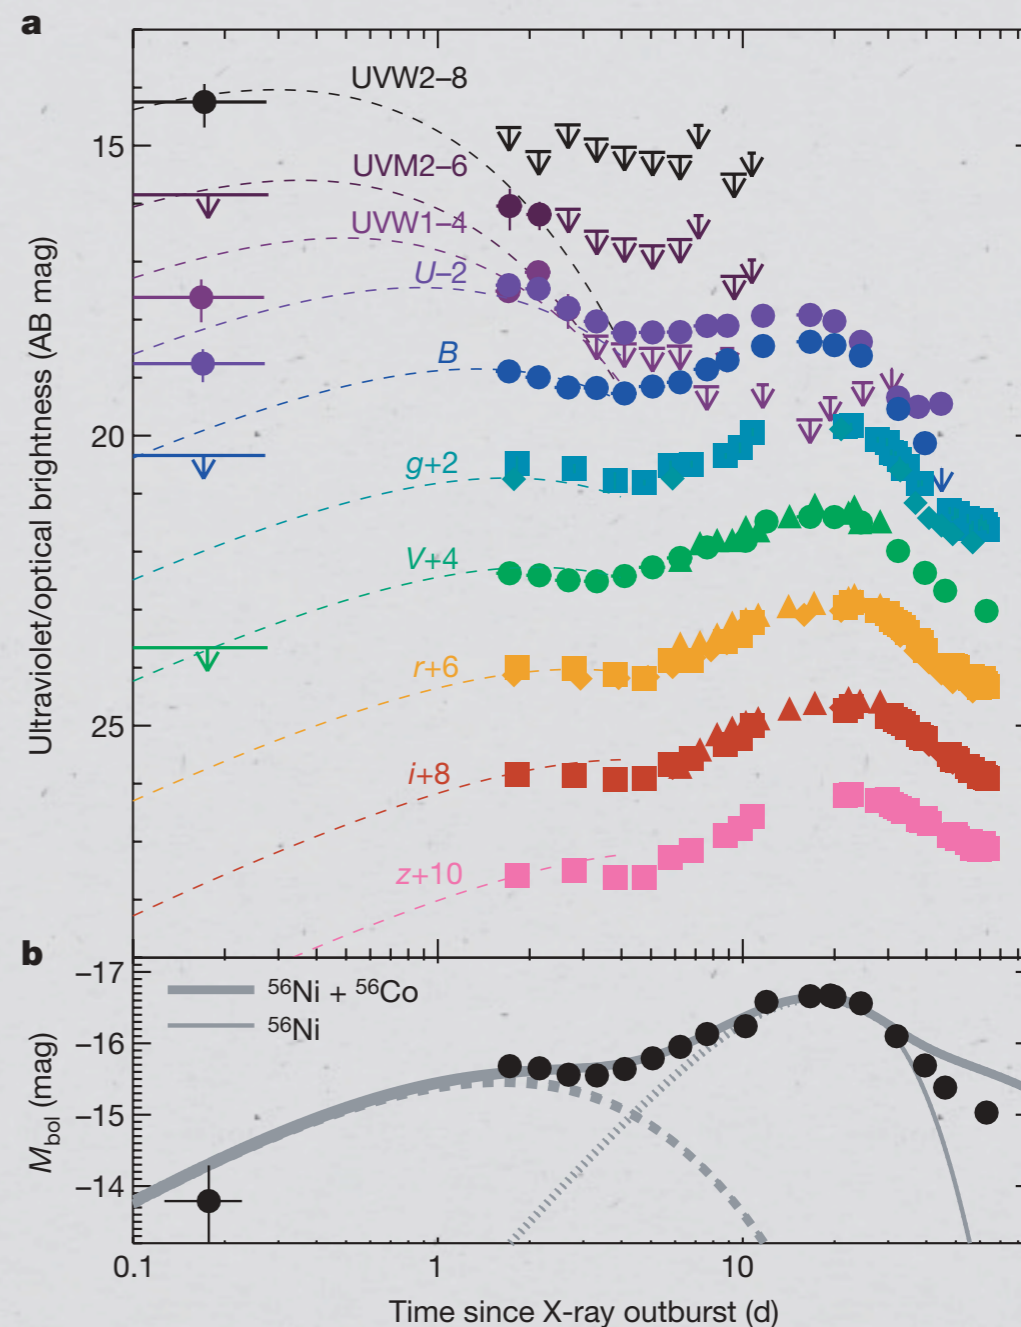 a
UVW2–8
15
UVM2–6
UVW1–4
U–2
B
20
g+2
V+4
r+6
25
i+8
z+10
Ultraviolet/optical brightness (AB mag)
b
–17
⁵⁶Ni + ⁵⁶Co
⁵⁶Ni
–16
–15
–14
M_bol (mag)
0.1 1 10
Time since X-ray outburst (d)